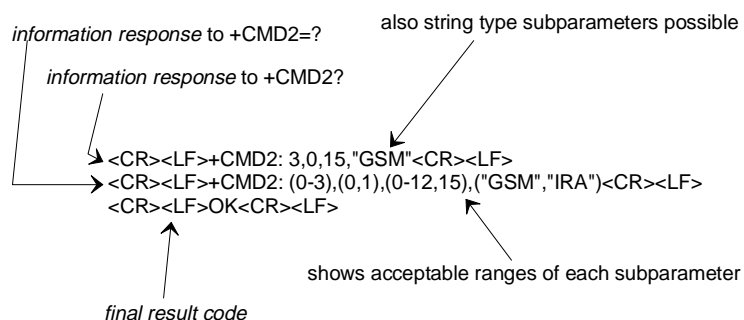 also string type subparameters possible
information response to +CMD2=?
information response to +CMD2?
<CR><LF>+CMD2: 3,0,15,"GSM"<CR><LF>
<CR><LF>+CMD2: (0-3),(0,1),(0-12,15),("GSM","IRA")<CR><LF>
<CR><LF>OK<CR><LF>
shows acceptable ranges of each subparameter
final result code